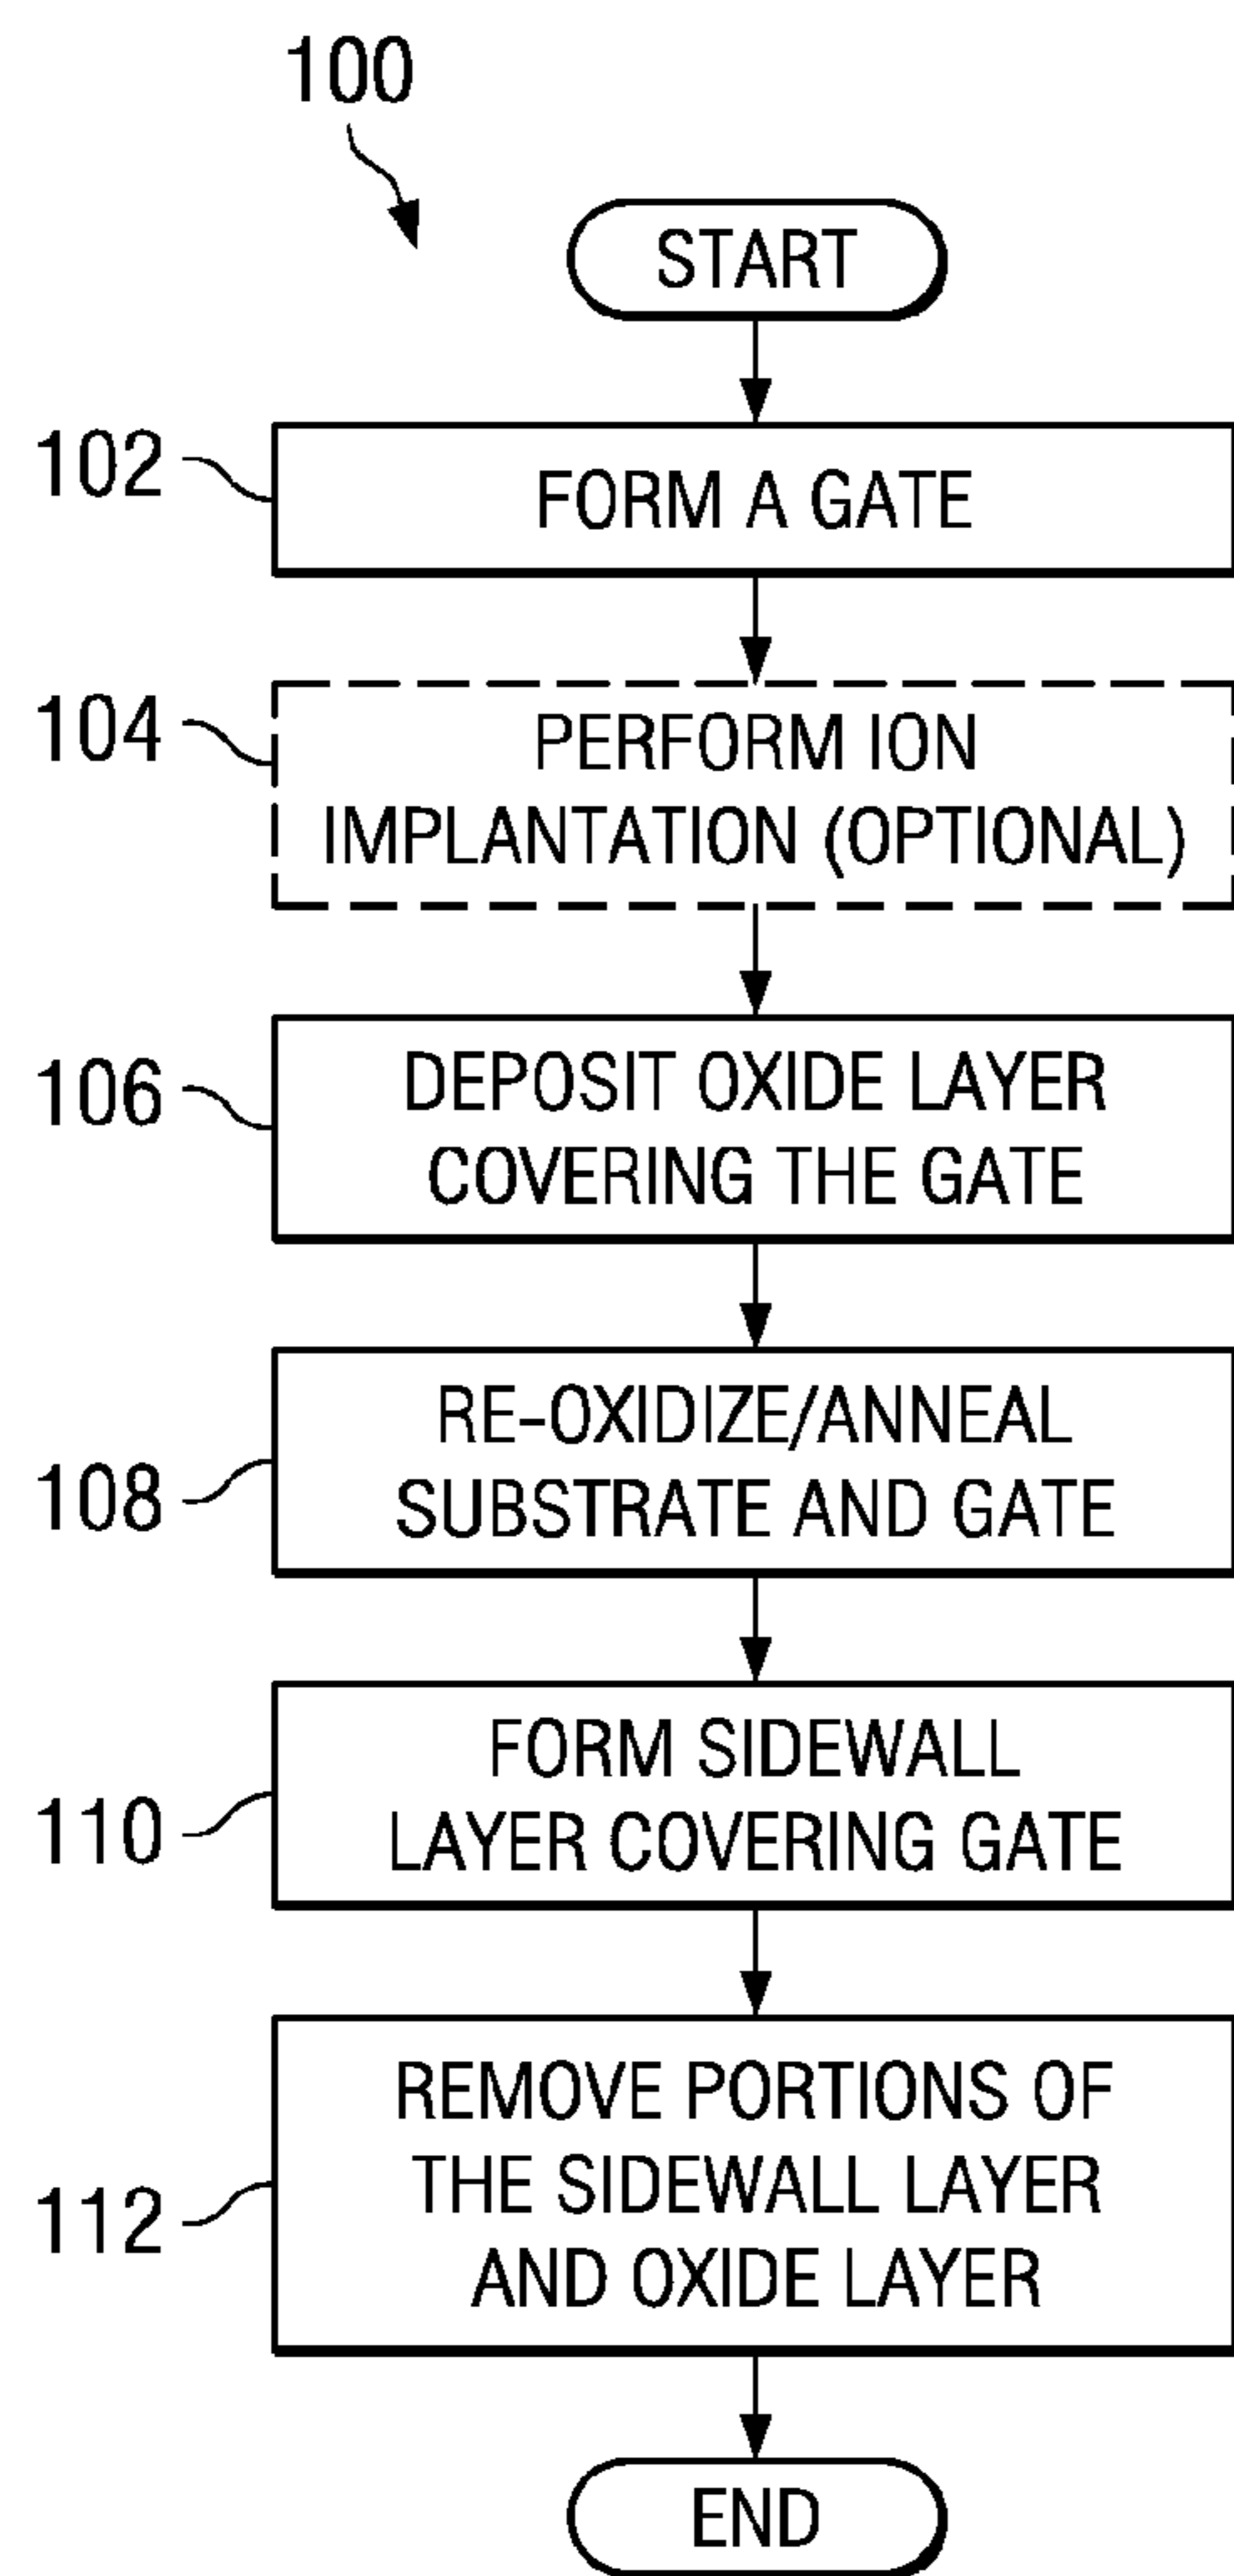 100
START
102
FORM A GATE
104
PERFORM ION
IMPLANTATION (OPTIONAL)
106
DEPOSIT OXIDE LAYER
COVERING THE GATE
108
RE-OXIDIZE/ANNEAL
SUBSTRATE AND GATE
110
FORM SIDEWALL
LAYER COVERING GATE
112
REMOVE PORTIONS OF
THE SIDEWALL LAYER
AND OXIDE LAYER
END